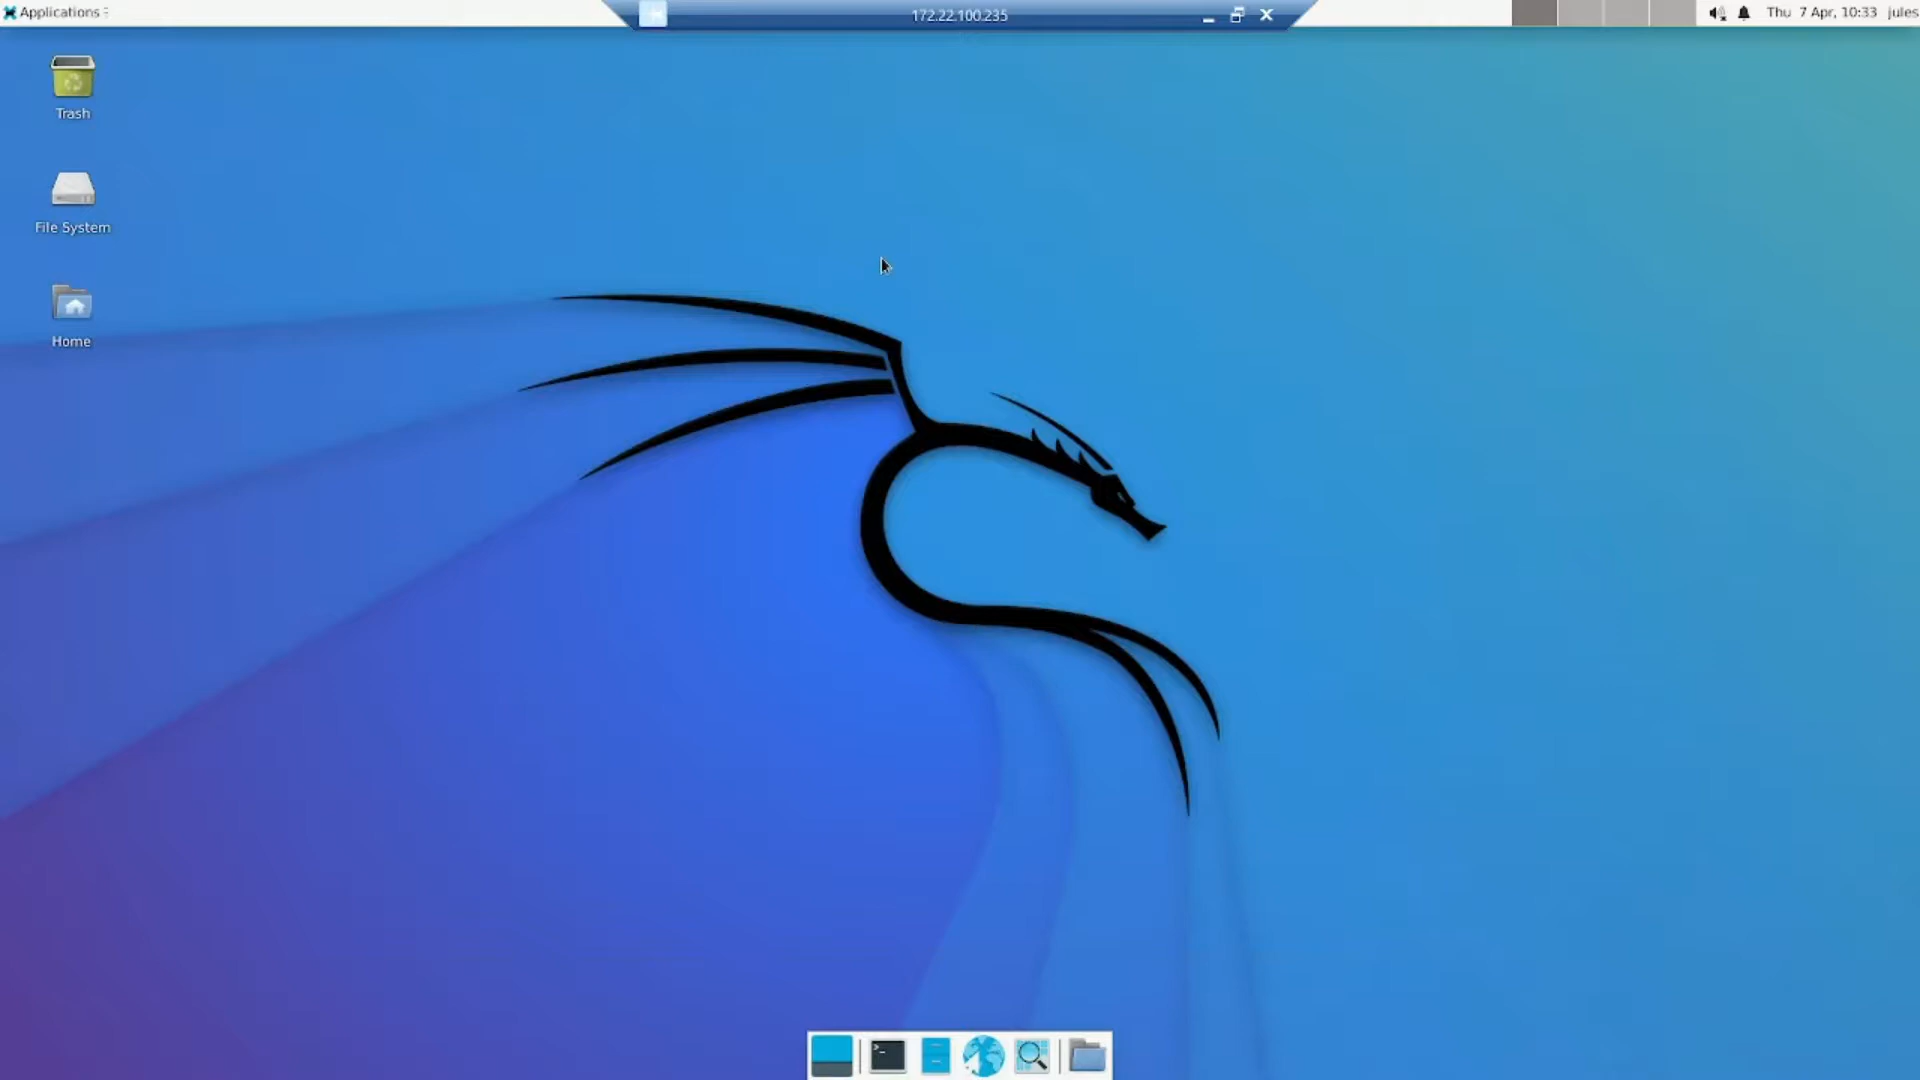 Applications
172.22.100.235
Thu 7 Apr, 10:33 jules
Trash
File System
Home